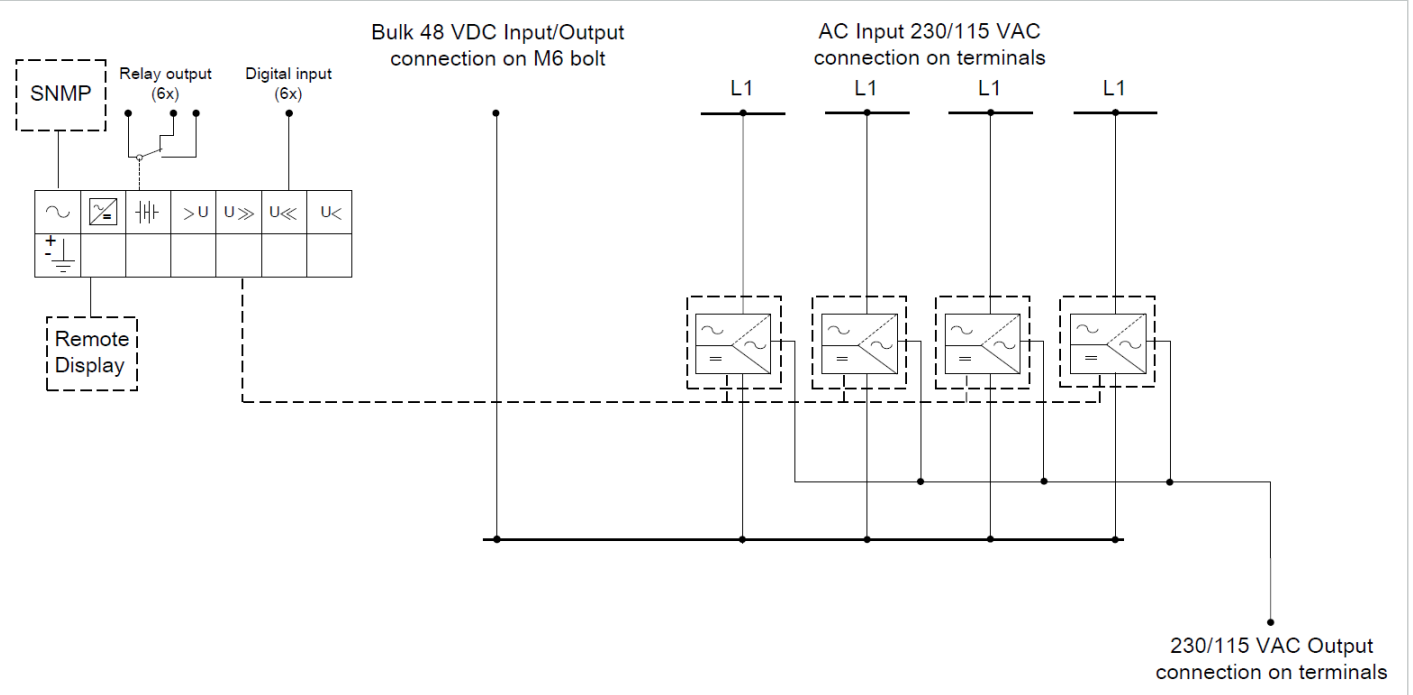 Bulk 48 VDC Input/Output
connection on M6 bolt
AC Input 230/115 VAC
connection on terminals
SNMP
Relay output
(6x)
Digital input
(6x)
L1
L1
L1
L1
>U
U>>
U<<
U<
+
-
Remote
Display
230/115 VAC Output
connection on terminals